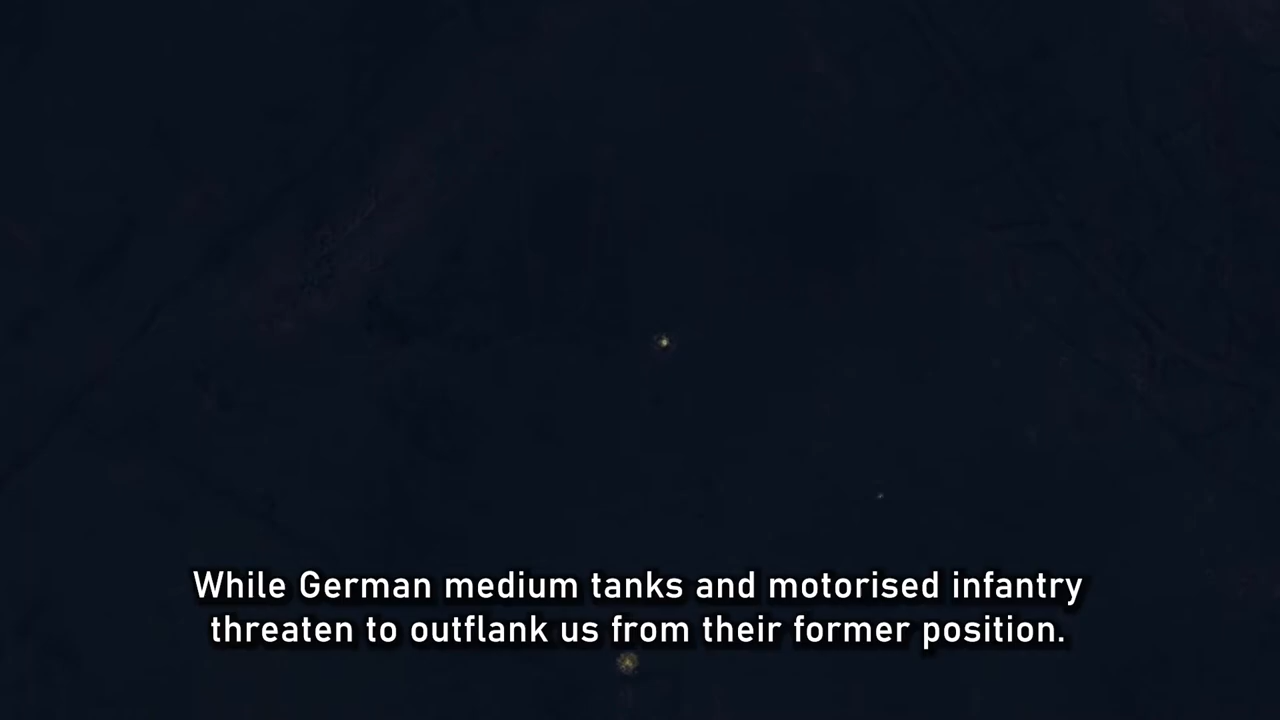 While German medium tanks and motorised infantry
threaten to outflank us from their former position.